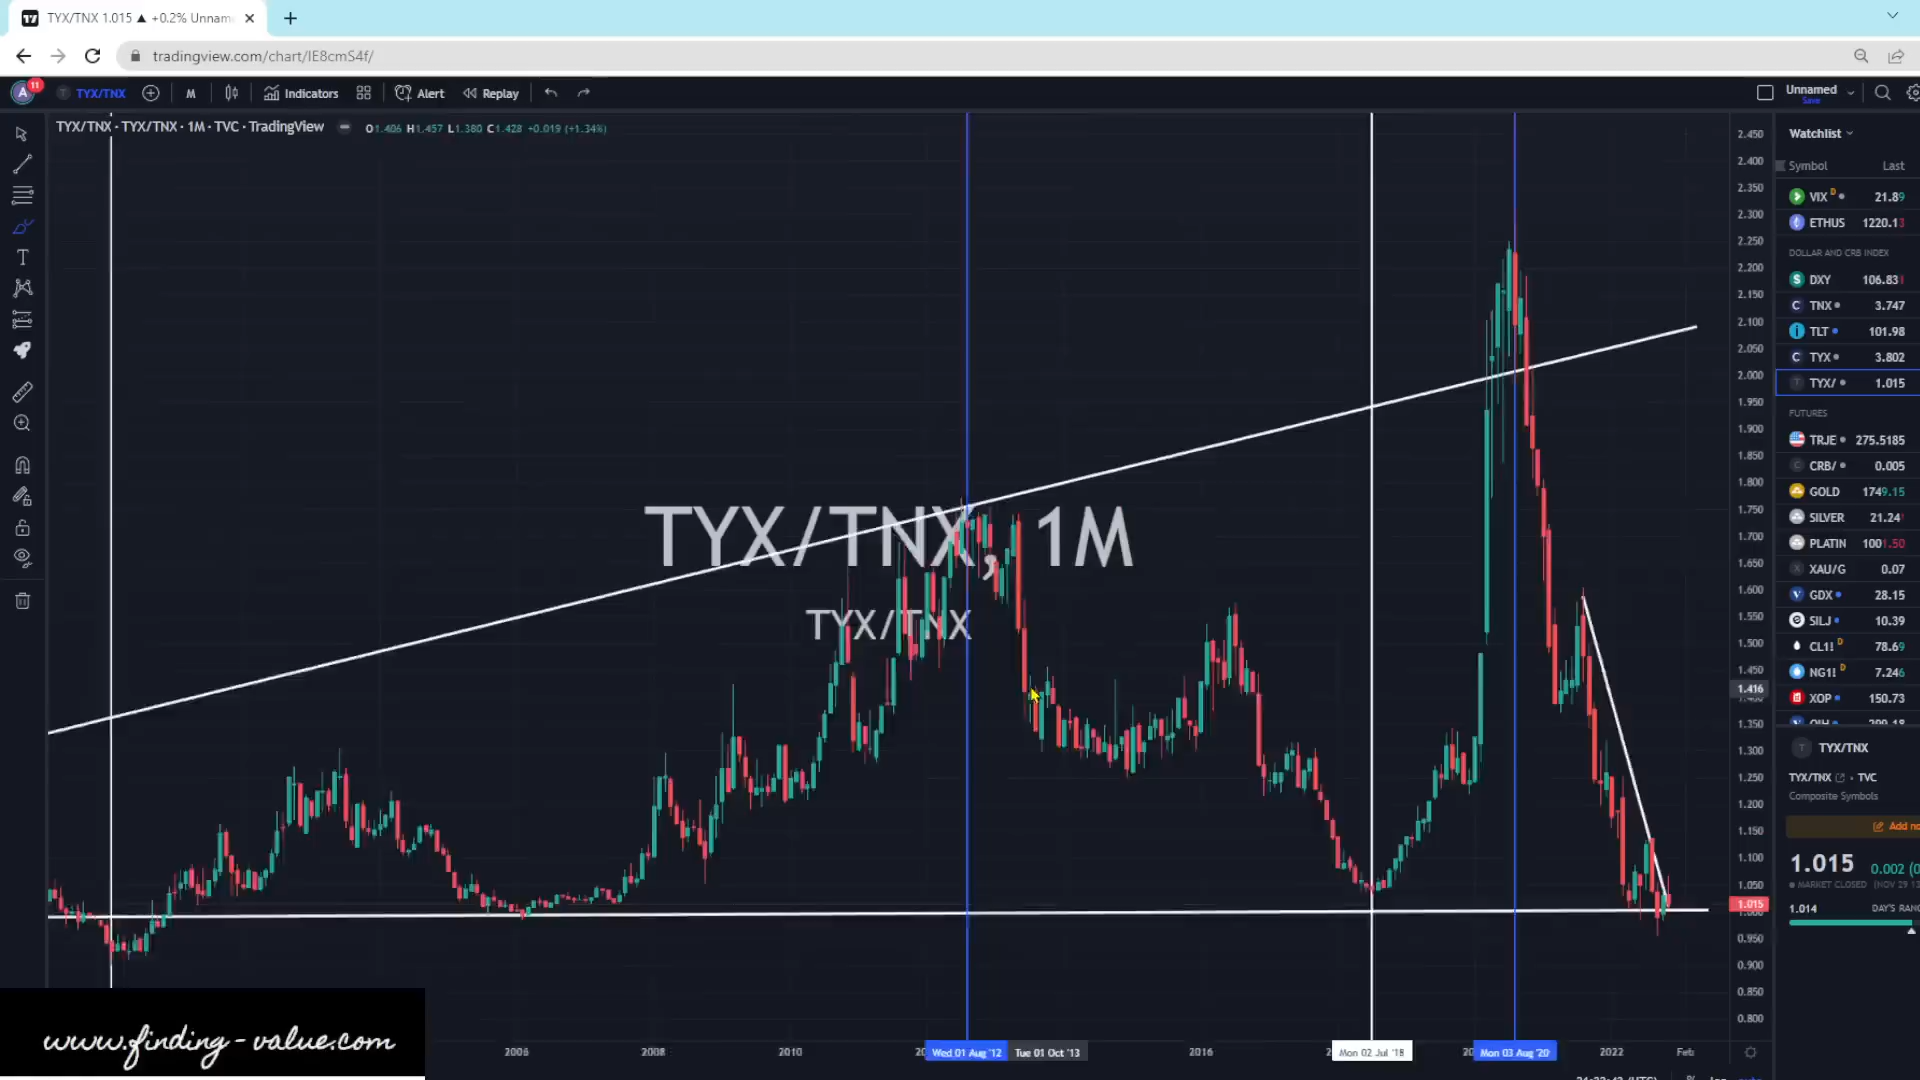 TYX/TNX 1.015 ▲ +0.2% Unnam
tradingview.com/chart/IE8cmS4f/
11
A
TYX/TNX
M
Indicators
Alert
Replay
Unnamed
Save
TYX/TNX · TYX/TNX · 1M · TVC · TradingView
O1.406 H1.457 L1.380 C1.428 +0.019 (+1.34%)
TYX/TNX, 1M
TYX/TNX
2.450
2.400
2.350
2.300
2.250
2.200
2.150
2.100
2.050
2.000
1.950
1.900
1.850
1.800
1.750
1.700
1.650
1.600
1.550
1.500
1.450
1.416
1.350
1.300
1.250
1.200
1.150
1.100
1.050
1.015
0.950
0.900
0.850
0.800
Watchlist
Symbol Last
VIX D 21.89
ETHUS 1220.13
DOLLAR AND CRB INDEX
DXY 106.83
TNX 3.747
TLT 101.98
TYX 3.802
TYX/ 1.015
FUTURES
TRJE 275.5185
CRB/ 0.005
GOLD 1749.15
SILVER 21.24
PLATIN 1001.50
XAU/G 0.07
GDX 28.15
SILJ 10.39
CL1! D 78.69
NG1! D 7.246
XOP 150.73
TYX/TNX
TYX/TNX · TVC
Composite Symbols
Add no
1.015 0.002 (0
MARKET CLOSED (NOV 29 1
1.014 DAY'S RANG
2006
2008
2010
Wed 01 Aug '12
Tue 01 Oct '13
2016
Mon 02 Jul '18
Mon 03 Aug '20
2022
Feb
www.finding-value.com